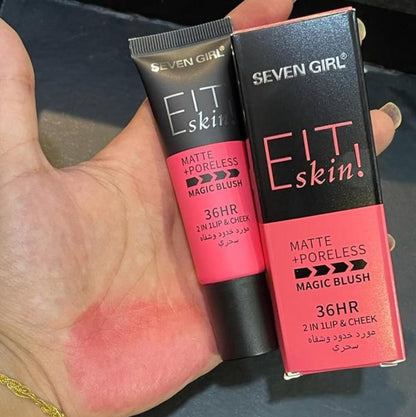 SEVEN GIRL
EIT
skin!
MATTE
+PORELESS
MAGIC BLUSH
36HR
2 IN 1LIP & CHEEK
مورد خدود وشفاه
سحري
SEVEN GIRL®
EIT
skin!
MATTE
+PORELESS
MAGIC BLUSH
36HR
2 IN 1LIP & CHEEK
مورد خدود وشفاه
سحري